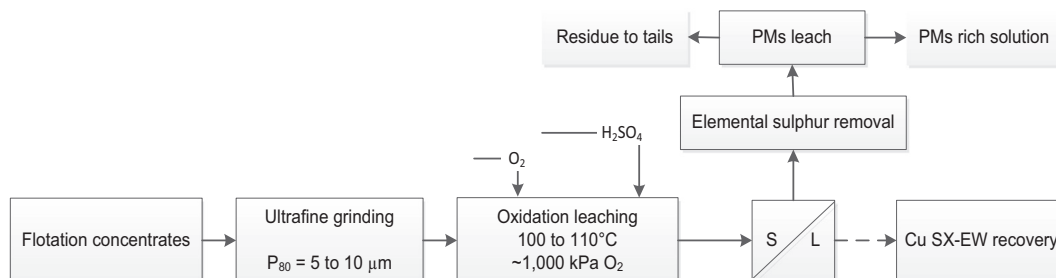 Residue to tails
PMs leach
PMs rich solution
Elemental sulphur removal
H₂SO₄
O₂
Flotation concentrates
Ultrafine grinding
P₈₀ = 5 to 10 μm
Oxidation leaching
100 to 110°C
~1,000 kPa O₂
S
L
Cu SX-EW recovery